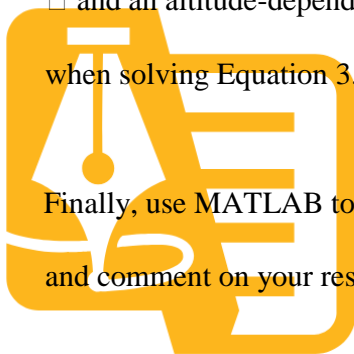 and an altitude-depend
when solving Equation 3.
Finally, use MATLAB to
and comment on your res